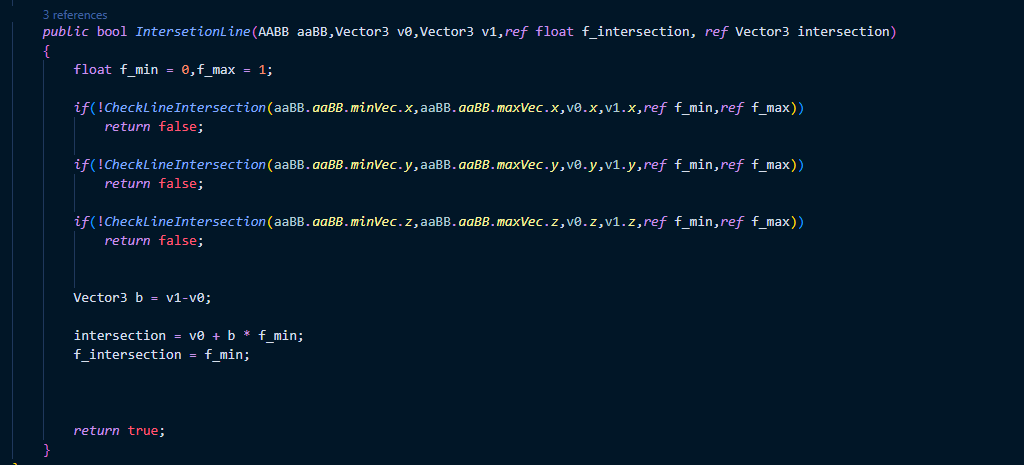 3 references
public bool IntersetionLine(AABB aaBB,Vector3 v0,Vector3 v1,ref float f_intersection, ref Vector3 intersection)
{
float f_min = 0,f_max = 1;
if(!CheckLineIntersection(aaBB.aaBB.minVec.x,aaBB.aaBB.maxVec.x,v0.x,v1.x,ref f_min,ref f_max))
return false;
if(!CheckLineIntersection(aaBB.aaBB.minVec.y,aaBB.aaBB.maxVec.y,v0.y,v1.y,ref f_min,ref f_max))
return false;
if(!CheckLineIntersection(aaBB.aaBB.minVec.z,aaBB.aaBB.maxVec.z,v0.z,v1.z,ref f_min,ref f_max))
return false;
Vector3 b = v1-v0;
intersection = v0 + b * f_min;
f_intersection = f_min;
return true;
}